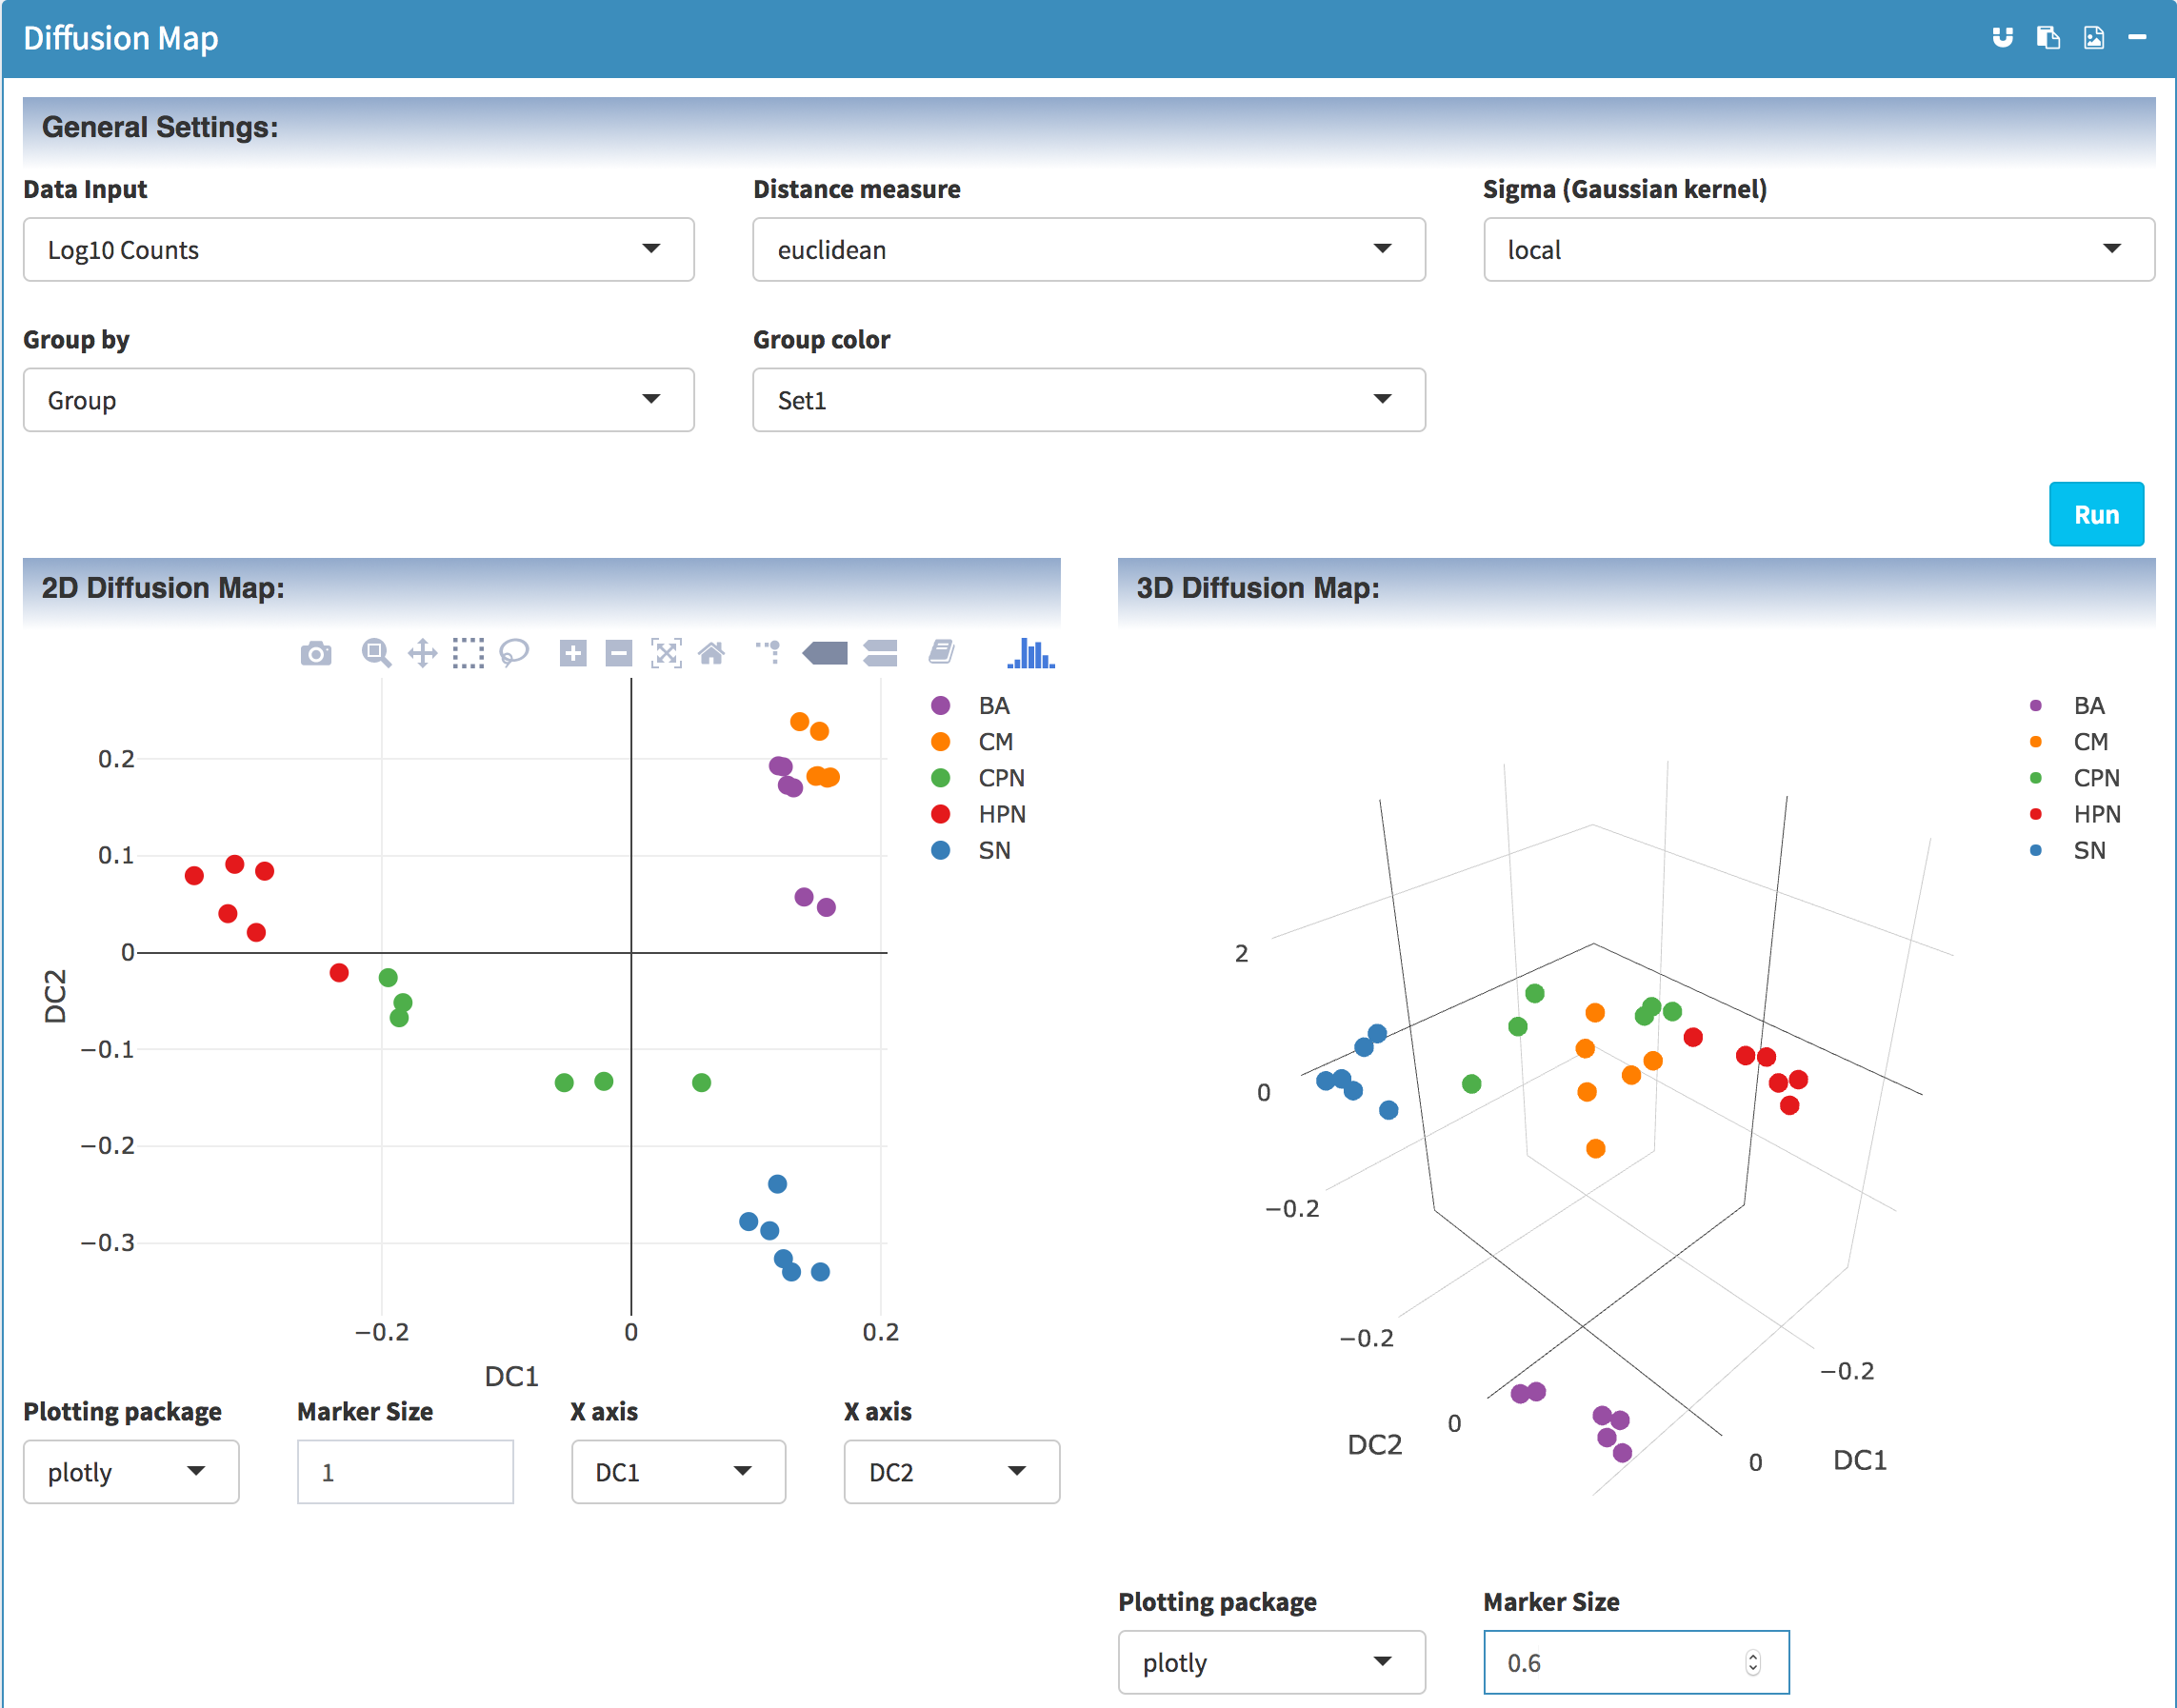 Diffusion Map
General Settings:
Data Input
Distance measure
Sigma (Gaussian kernel)
Log10 Counts
euclidean
local
Group by
Group color
Group
Set1
Run
2D Diffusion Map:
BA
CM
CPN
HPN
SN
0.2
0.1
0
−0.1
−0.2
−0.3
DC2
−0.2
0
0.2
DC1
Plotting package
Marker Size
X axis
X axis
plotly
1
DC1
DC2
3D Diffusion Map:
BA
CM
CPN
HPN
SN
2
0
−0.2
−0.2
0
DC2
−0.2
0
DC1
Plotting package
Marker Size
plotly
0.6